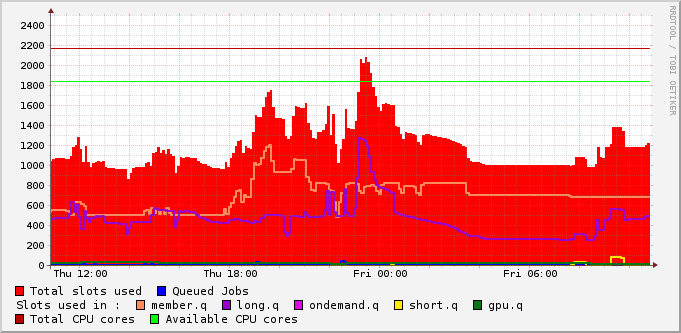 RRDTOOL / TOBI OETIKER
2400
2200
2000
1800
1600
1400
1200
1000
800
600
400
200
0
Thu 12:00 Thu 18:00 Fri 00:00 Fri 06:00
Total slots used Queued Jobs
Slots used in : member.q long.q ondemand.q short.q gpu.q
Total CPU cores Available CPU cores